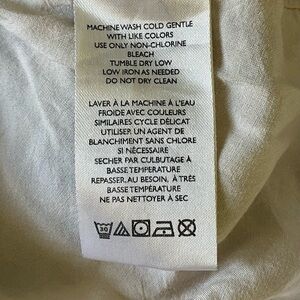 MACHINE WASH COLD GENTLE
WITH LIKE COLORS
USE ONLY NON-CHLORINE
BLEACH
TUMBLE DRY LOW
LOW IRON AS NEEDED
DO NOT DRY CLEAN
LAVER À LA MACHINE À L'EAU
FROIDE AVEC COULEURS
SIMILAIRES CYCLE DÉLICAT
UTILISER UN AGENT DE
BLANCHIMENT SANS CHLORE
SI NÉCESSAIRE
SECHER PAR CULBUTAGE À
BASSE TEMPÉRATURE
REPASSER, AU BESOIN, À TRÈS
BASSE TEMPÉRATURE
NE PAS NETTOYER À SEC
30